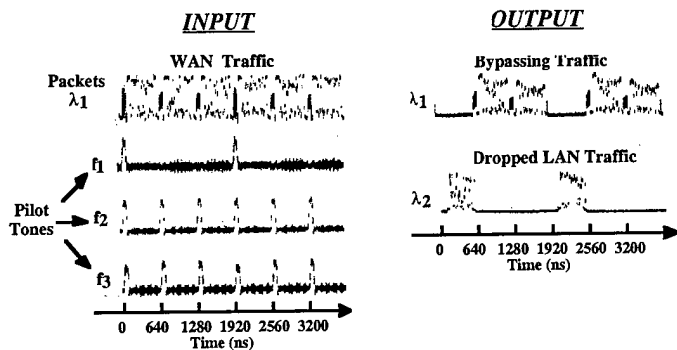 INPUT
WAN Traffic
Packets
λ1
f1
Pilot
Tones
f2
f3
0 640 1280 1920 2560 3200
Time (ns)
OUTPUT
Bypassing Traffic
λ1
Dropped LAN Traffic
λ2
0 640 1280 1920 2560 3200
Time (ns)